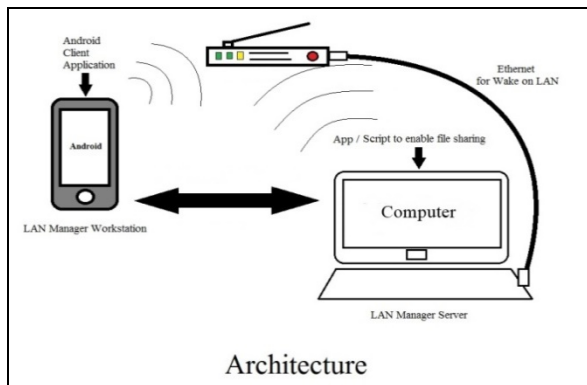 Android
Client
Application
Ethernet
for Wake on LAN
App / Script to enable file sharing
Android
Computer
LAN Manager Workstation
LAN Manager Server
Architecture